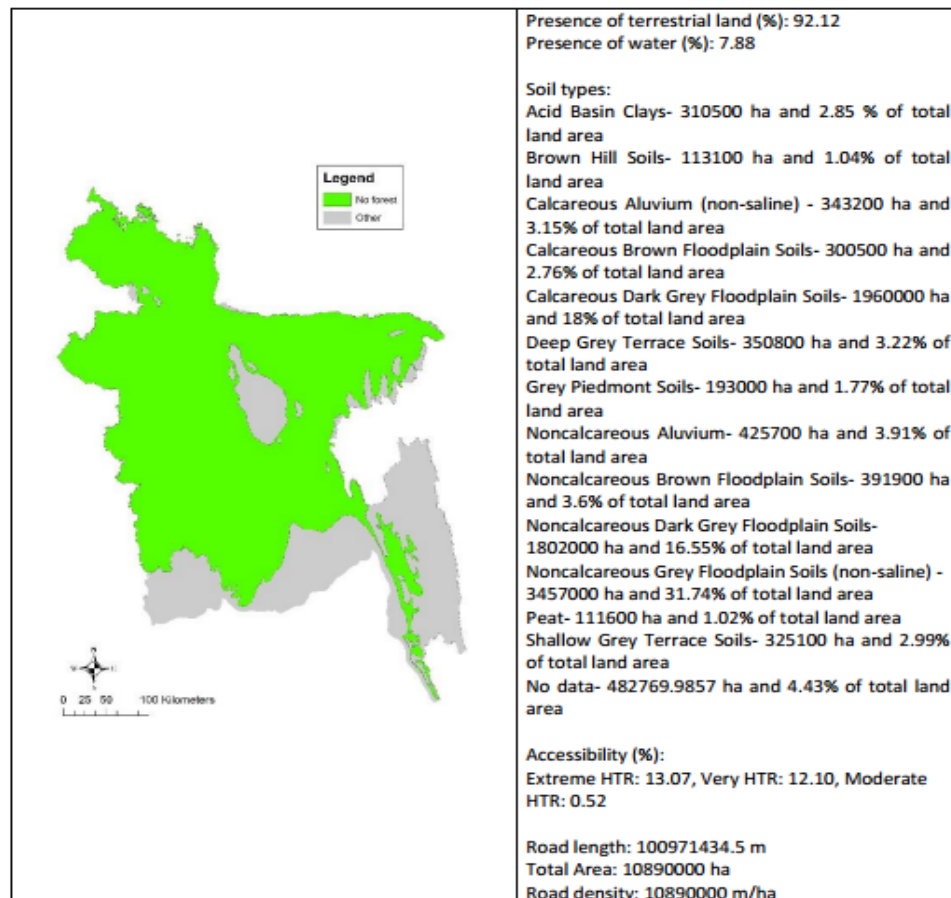 Legend
No forest
Other
W
0 25 50 100 Kilometers
Presence of terrestrial land (%): 92.12
Presence of water (%): 7.88
Soil types:
Acid Basin Clays- 310500 ha and 2.85 % of total
land area
Brown Hill Soils- 113100 ha and 1.04% of total
land area
Calcareous Aluvium (non-saline) - 343200 ha and
3.15% of total land area
Calcareous Brown Floodplain Soils- 300500 ha and
2.76% of total land area
Calcareous Dark Grey Floodplain Soils- 1960000 ha
and 18% of total land area
Deep Grey Terrace Soils- 350800 ha and 3.22% of
total land area
Grey Piedmont Soils- 193000 ha and 1.77% of total
land area
Noncalcareous Aluvium- 425700 ha and 3.91% of
total land area
Noncalcareous Brown Floodplain Soils- 391900 ha
and 3.6% of total land area
Noncalcareous Dark Grey Floodplain Soils-
1802000 ha and 16.55% of total land area
Noncalcareous Grey Floodplain Soils (non-saline) -
3457000 ha and 31.74% of total land area
Peat- 111600 ha and 1.02% of total land area
Shallow Grey Terrace Soils- 325100 ha and 2.99%
of total land area
No data- 482769.9857 ha and 4.43% of total land
area
Accessibility (%):
Extreme HTR: 13.07, Very HTR: 12.10, Moderate
HTR: 0.52
Road length: 100971434.5 m
Total Area: 10890000 ha
Road density: 10890000 m/ha